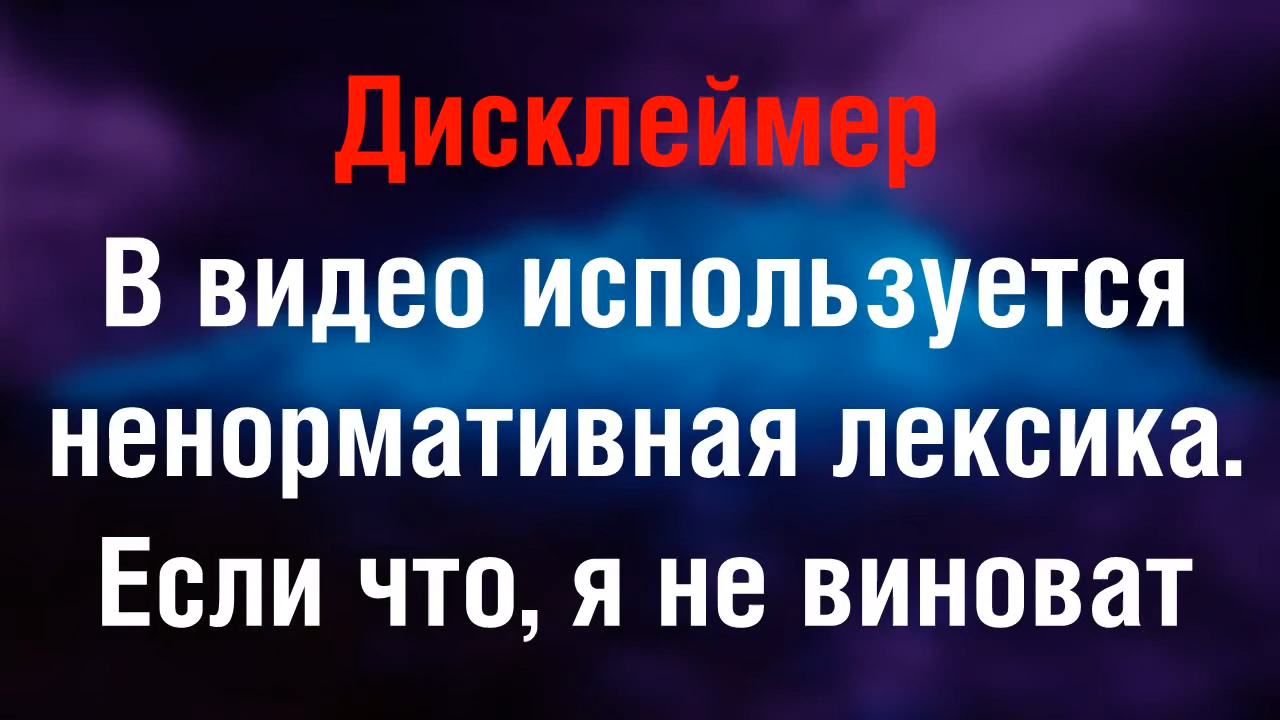 Дисклеймер
В видео используется
ненормативная лексика.
Если что, я не виноват